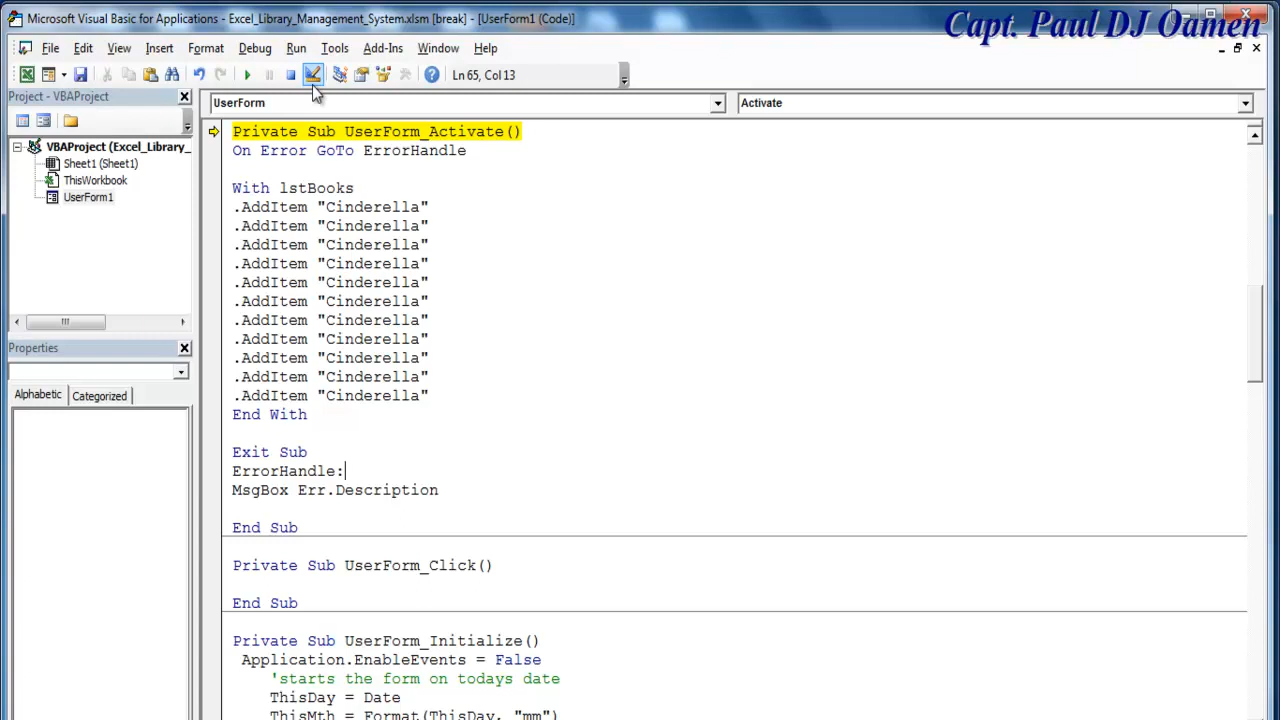 Microsoft Visual Basic for Applications - Excel_Library_Management_System.xlsm [break] - [UserForm1 (Code)]
Capt. Paul DJ Oamen
File Edit View Insert Format Debug Run Tools Add-Ins Window Help
Ln 65, Col 13
Project - VBAProject
UserForm
Activate
VBAProject (Excel_Library_
Sheet1 (Sheet1)
ThisWorkbook
UserForm1
Properties
Alphabetic Categorized
Private Sub UserForm_Activate()
On Error GoTo ErrorHandle
With lstBooks
.AddItem "Cinderella"
.AddItem "Cinderella"
.AddItem "Cinderella"
.AddItem "Cinderella"
.AddItem "Cinderella"
.AddItem "Cinderella"
.AddItem "Cinderella"
.AddItem "Cinderella"
.AddItem "Cinderella"
.AddItem "Cinderella"
.AddItem "Cinderella"
End With
Exit Sub
ErrorHandle:
MsgBox Err.Description
End Sub
Private Sub UserForm_Click()
End Sub
Private Sub UserForm_Initialize()
Application.EnableEvents = False
'starts the form on todays date
ThisDay = Date
ThisMth = Format(ThisDay, "mm")